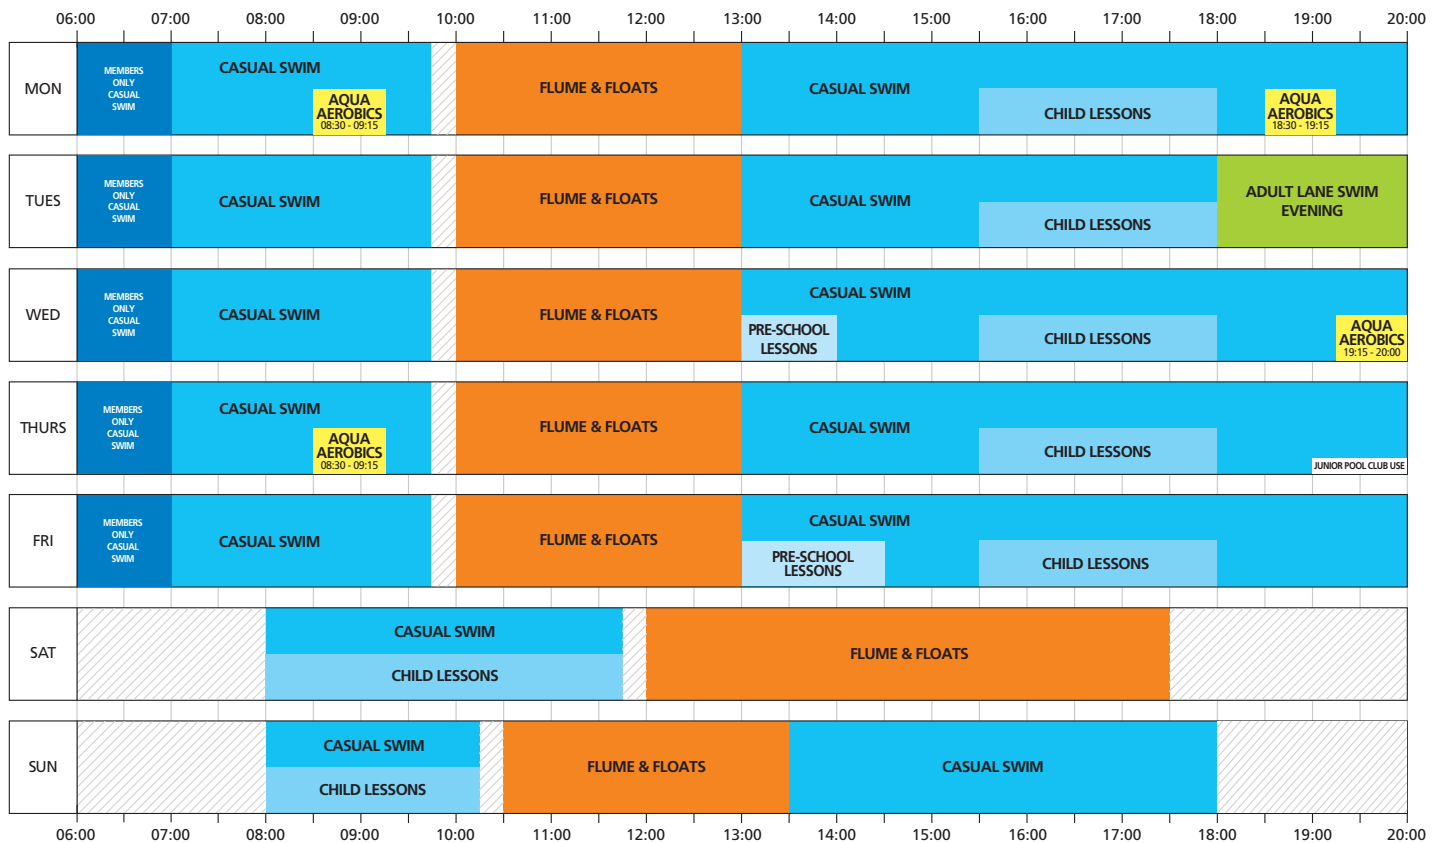 06:00 07:00 08:00 09:00 10:00 11:00 12:00 13:00 14:00 15:00 16:00 17:00 18:00 19:00 20:00
MON
MEMBERS
ONLY
CASUAL
SWIM
CASUAL SWIM
AQUA
AEROBICS
08:30 - 09:15
FLUME & FLOATS
CASUAL SWIM
CHILD LESSONS
AQUA
AEROBICS
18:30 - 19:15
TUES
MEMBERS
ONLY
CASUAL
SWIM
CASUAL SWIM
FLUME & FLOATS
CASUAL SWIM
CHILD LESSONS
ADULT LANE SWIM
EVENING
WED
MEMBERS
ONLY
CASUAL
SWIM
CASUAL SWIM
FLUME & FLOATS
CASUAL SWIM
PRE-SCHOOL
LESSONS
CHILD LESSONS
AQUA
AEROBICS
19:15 - 20:00
THURS
MEMBERS
ONLY
CASUAL
SWIM
CASUAL SWIM
AQUA
AEROBICS
08:30 - 09:15
FLUME & FLOATS
CASUAL SWIM
CHILD LESSONS
JUNIOR POOL CLUB USE
FRI
MEMBERS
ONLY
CASUAL
SWIM
CASUAL SWIM
FLUME & FLOATS
CASUAL SWIM
PRE-SCHOOL
LESSONS
CHILD LESSONS
SAT
CASUAL SWIM
CHILD LESSONS
FLUME & FLOATS
SUN
CASUAL SWIM
CHILD LESSONS
FLUME & FLOATS
CASUAL SWIM
06:00 07:00 08:00 09:00 10:00 11:00 12:00 13:00 14:00 15:00 16:00 17:00 18:00 19:00 20:00